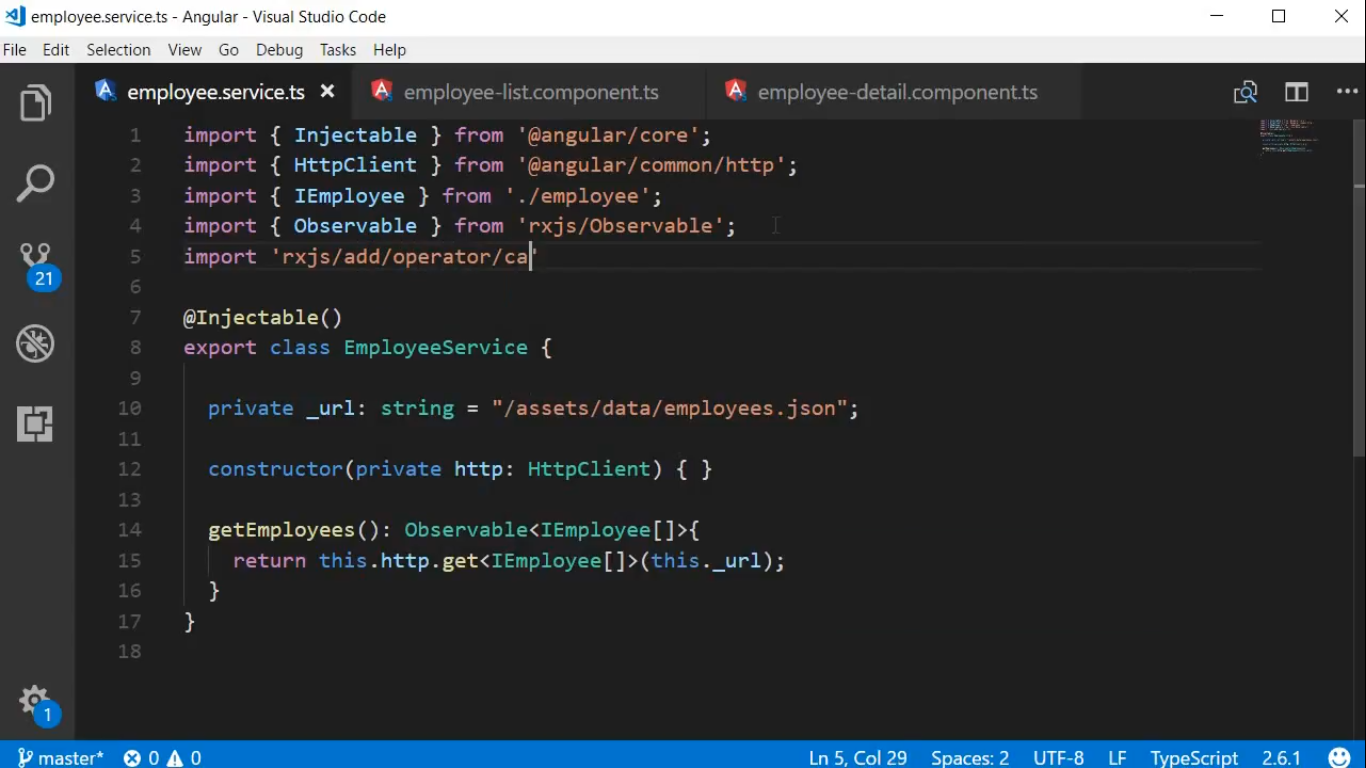 employee.service.ts - Angular - Visual Studio Code
File Edit Selection View Go Debug Tasks Help
employee.service.ts employee-list.component.ts employee-detail.component.ts
1 import { Injectable } from '@angular/core';
2 import { HttpClient } from '@angular/common/http';
3 import { IEmployee } from './employee';
4 import { Observable } from 'rxjs/Observable';
5 import 'rxjs/add/operator/ca'
6
7 @Injectable()
8 export class EmployeeService {
9
10 private _url: string = "/assets/data/employees.json";
11
12 constructor(private http: HttpClient) { }
13
14 getEmployees(): Observable<IEmployee[]>{
15 return this.http.get<IEmployee[]>(this._url);
16 }
17 }
18
21
1
master* 0 0 Ln 5, Col 29 Spaces: 2 UTF-8 LF TypeScript 2.6.1